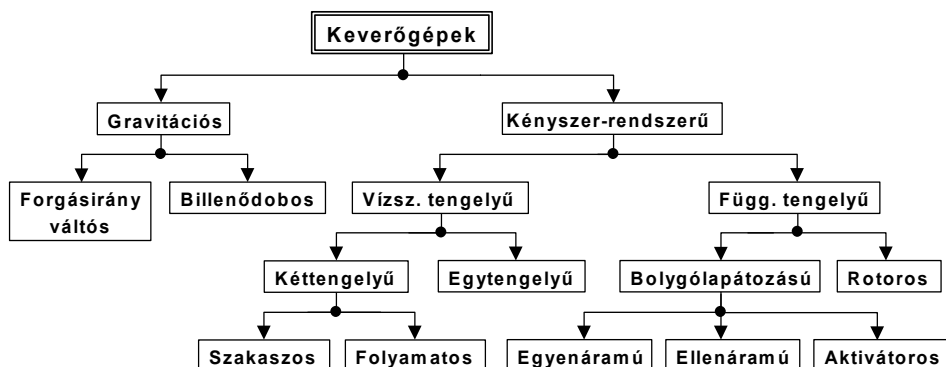 Keverőgépek
Gravitációs
Kényszer-rendszerű
Forgásirány
váltós
Billenődobos
Vízsz. tengelyű
Függ. tengelyű
Kéttengelyű
Egytengelyű
Bolygólapátozású
Rotoros
Szakaszos
Folyamatos
Egyenáramú
Ellenáramú
Aktivátoros